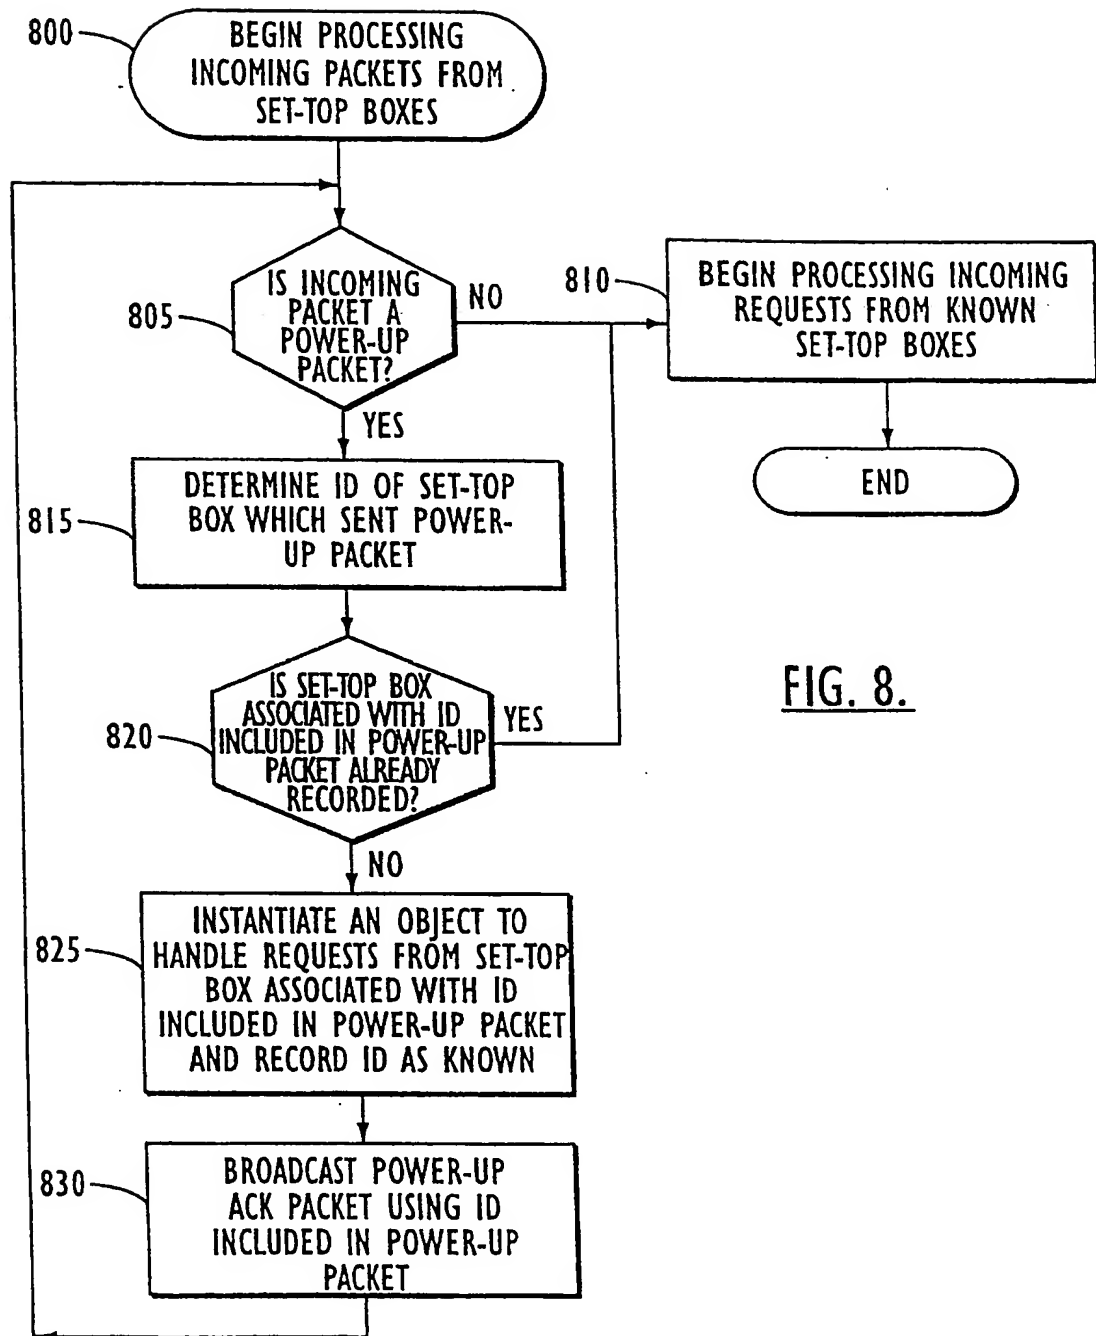 800
BEGIN PROCESSING
INCOMING PACKETS FROM
SET-TOP BOXES
805
IS INCOMING
PACKET A
POWER-UP
PACKET?
NO
YES
810
BEGIN PROCESSING INCOMING
REQUESTS FROM KNOWN
SET-TOP BOXES
END
815
DETERMINE ID OF SET-TOP
BOX WHICH SENT POWER-
UP PACKET
820
IS SET-TOP BOX
ASSOCIATED WITH ID
INCLUDED IN POWER-UP
PACKET ALREADY
RECORDED?
YES
NO
FIG. 8.
825
INSTANTIATE AN OBJECT TO
HANDLE REQUESTS FROM SET-TOP
BOX ASSOCIATED WITH ID
INCLUDED IN POWER-UP PACKET
AND RECORD ID AS KNOWN
830
BROADCAST POWER-UP
ACK PACKET USING ID
INCLUDED IN POWER-UP
PACKET